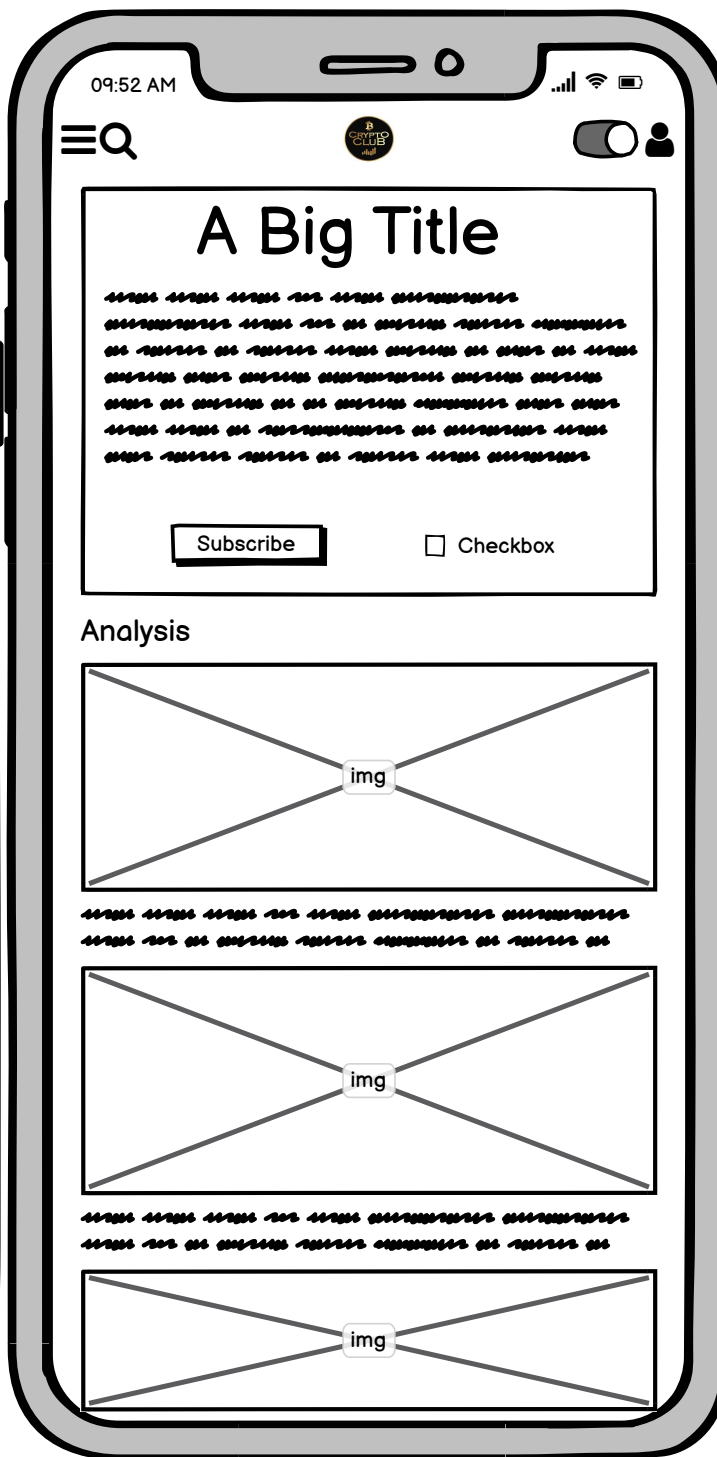 09:52 AM
CRYPTO
CLUB
A Big Title
Subscribe
Checkbox
Analysis
img
img
img